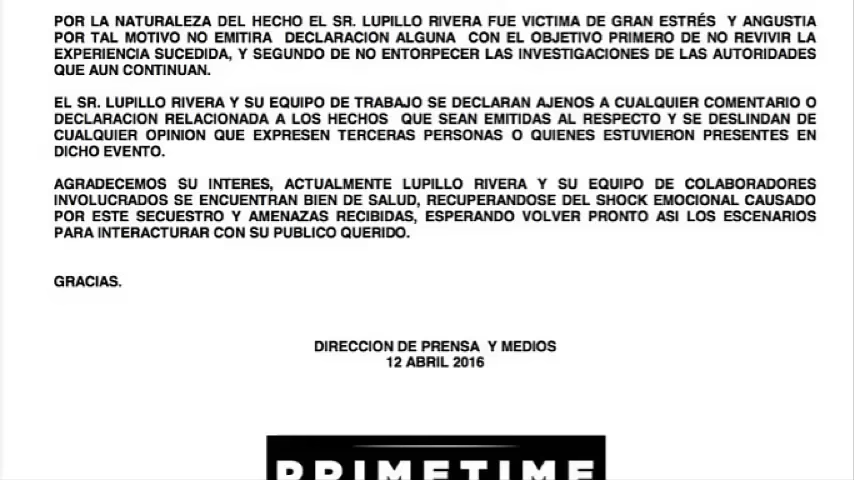 POR LA NATURALEZA DEL HECHO EL SR. LUPILLO RIVERA FUE VICTIMA DE GRAN ESTRÉS Y ANGUSTIA
POR TAL MOTIVO NO EMITIRA DECLARACION ALGUNA CON EL OBJETIVO PRIMERO DE NO REVIVIR LA
EXPERIENCIA SUCEDIDA, Y SEGUNDO DE NO ENTORPECER LAS INVESTIGACIONES DE LAS AUTORIDADES
QUE AUN CONTINUAN.
EL SR. LUPILLO RIVERA Y SU EQUIPO DE TRABAJO SE DECLARAN AJENOS A CUALQUIER COMENTARIO O
DECLARACION RELACIONADA A LOS HECHOS QUE SEAN EMITIDAS AL RESPECTO Y SE DESLINDAN DE
CUALQUIER OPINION QUE EXPRESEN TERCERAS PERSONAS O QUIENES ESTUVIERON PRESENTES EN
DICHO EVENTO.
AGRADECEMOS SU INTERES, ACTUALMENTE LUPILLO RIVERA Y SU EQUIPO DE COLABORADORES
INVOLUCRADOS SE ENCUENTRAN BIEN DE SALUD, RECUPERANDOSE DEL SHOCK EMOCIONAL CAUSADO
POR ESTE SECUESTRO Y AMENAZAS RECIBIDAS, ESPERANDO VOLVER PRONTO ASI LOS ESCENARIOS
PARA INTERACTURAR CON SU PUBLICO QUERIDO.
GRACIAS.
DIRECCION DE PRENSA Y MEDIOS
12 ABRIL 2016
PRIMETIME